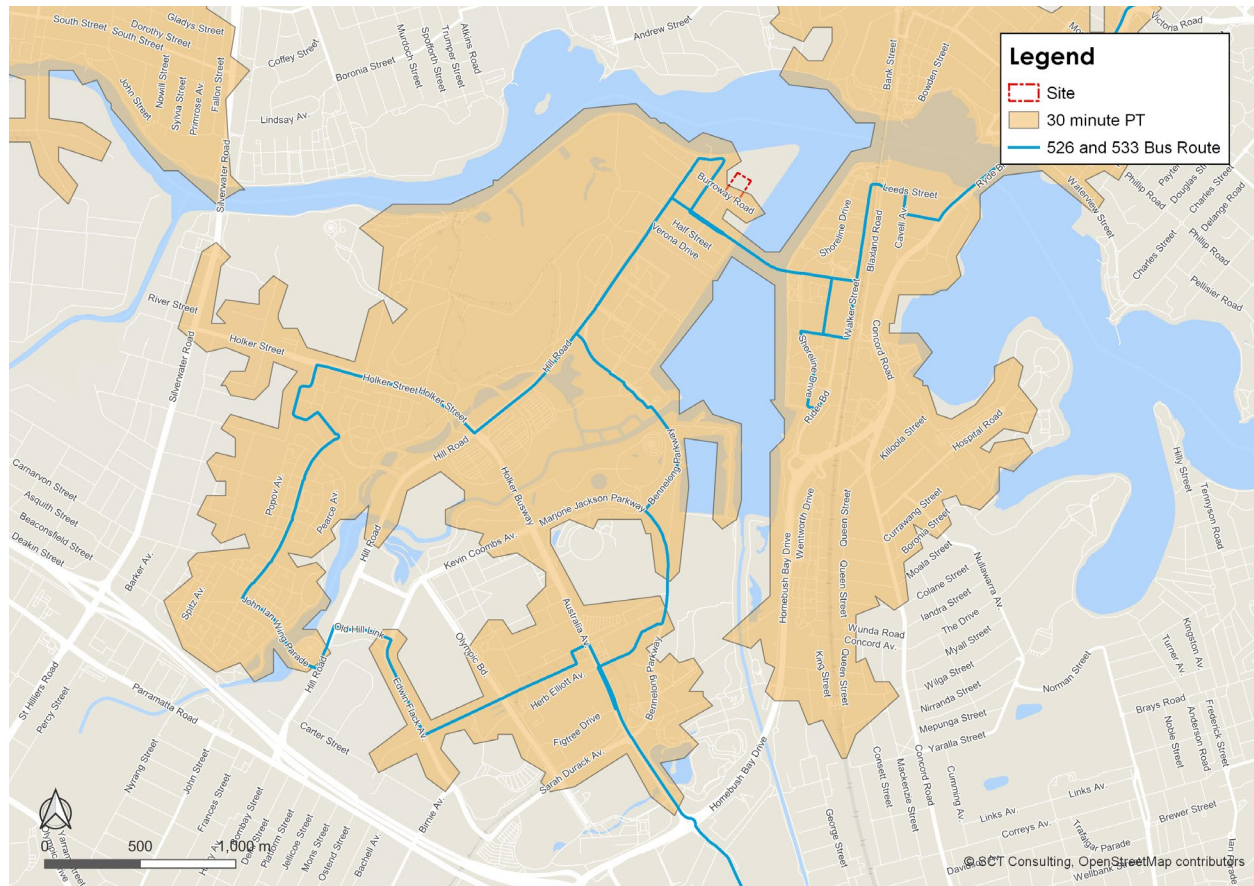 South Street
Dorothy Street
South Street
Gladys Street
John Street
Nowill Street
Sylvia Street
Primrose Av.
Fallon Street
Coffey Street
Boronia Street
Lindsay Av.
Murdoch Street
Spofforth Street
Trumper Street
Atkins Road
Andrew Street
Bank Street
Bowden Street
Victoria Road
Legend
Site
30 minute PT
526 and 533 Bus Route
Silverwater Road
Burroway Road
Half Street
Verona Drive
Leeds Street
Shoreline Drive
Blaxland Road
Cavell Av.
Waterview Street
Phillip Road
Douglas Street
Charles Street
Delange Road
Charles Street
Phillip Road
Pellisier Road
River Street
Holker Street
Silverwater Road
Hill Road
Walker Street
Concord Road
Shoreline Drive
Holker Street
Holker Street
Hill Road
Killoola Street
Hospital Road
Bennelong Parkway
Holker Busway
Marjorie Jackson Parkway
Kevin Coombs Av.
Popov Av.
Pearce Av.
Hill Road
Carnarvon Street
Asquith Street
Beaconsfield Street
Deakin Street
Barker Av.
Spitz Av.
John Ian Wing Parade
Old Hill Link
Hill Road
Edwin Flack Av.
Olympic Bd
Australia Av.
Herb Elliott Av.
Figtree Drive
Sarah Durack Av.
Bennelong Parkway
Homebush Bay Drive
Wentworth Drive
Queen Street
Queen Street
Queen Street
King Street
Currawang Street
Boronia Street
Moala Street
Colane Street
Iandra Street
The Drive
Myall Street
Wunda Road
Concord Av.
Wilga Street
Nirranda Street
Mepunga Street
Yaralla Street
Nullawarra Av.
Norman Street
Hilly Street
Tennyson Road
Kingston Av.
Turner Av.
Brays Road
Noble Street
Anderson Road
Frederick Street
St Hilliers Road
Percy Street
Parramatta Road
Carter Street
Nyrang Street
John Street
Frances Street
Platform Street
Jellicoe Street
Mons Street
Ostend Street
Bachell Av.
Birnie Av.
Homebush Bay Drive
George Street
Consett Street
Mackenzie Street
Concord Road
Cumming Av.
Links Av.
Links Av.
Correys Av.
Trafalgar Parade
Wellbank Street
Brewer Street
0 500 1,000 m
© SCT Consulting, OpenStreetMap contributors